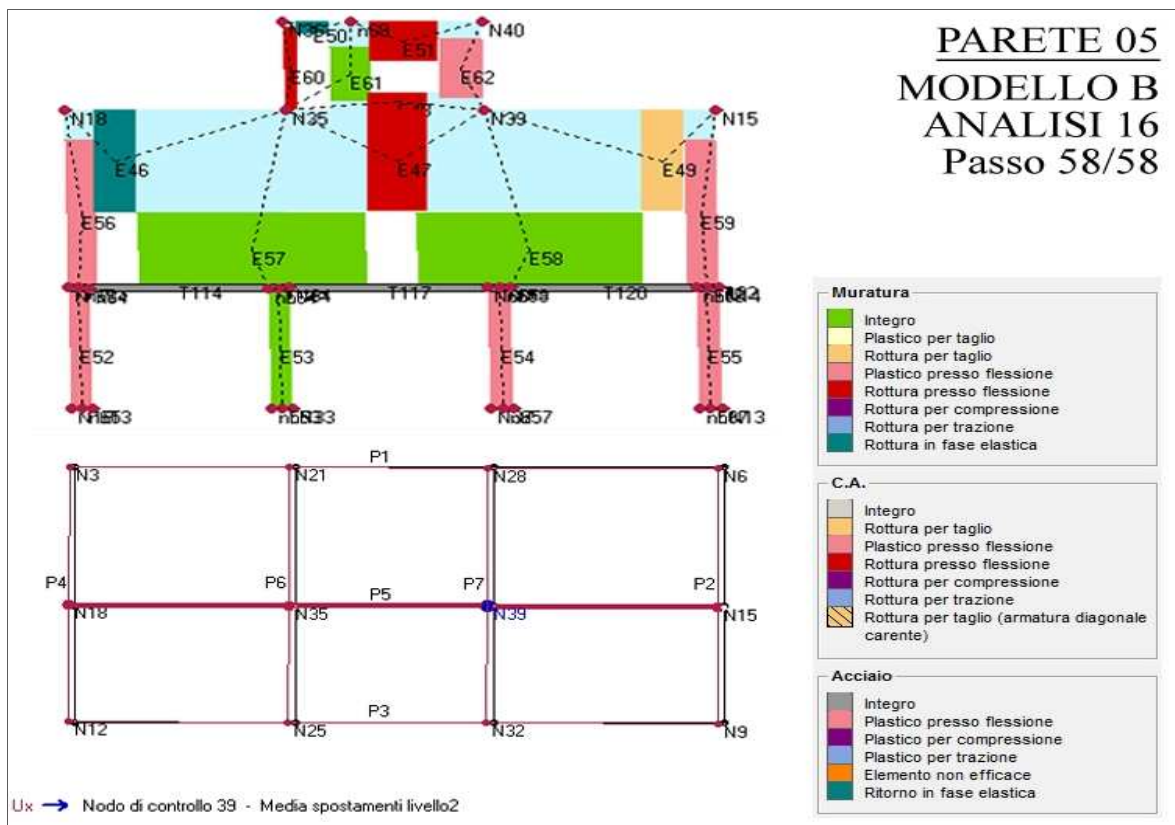 PARETE 05
MODELLO B
ANALISI 16
Passo 58/58
N40
E50
E51
E60
E61
E62
N18
N35
N39
N15
E46
E47
E49
E56
E57
E58
E59
T114
T117
T120
E52
E53
E54
E55
Muratura
Integro
Plastico per taglio
Rottura per taglio
Plastico presso flessione
Rottura presso flessione
Rottura per compressione
Rottura per trazione
Rottura in fase elastica
C.A.
Integro
Rottura per taglio
Plastico presso flessione
Rottura presso flessione
Rottura per compressione
Rottura per trazione
Rottura per taglio (armatura diagonale
carente)
Acciaio
Integro
Plastico presso flessione
Plastico per compressione
Plastico per trazione
Elemento non efficace
Ritorno in fase elastica
N3
N21
P1
N28
N6
P4
P6
P5
P7
P2
N18
N35
N39
N15
N12
N25
P3
N32
N9
Ux
Nodo di controllo 39 - Media spostamenti livello2